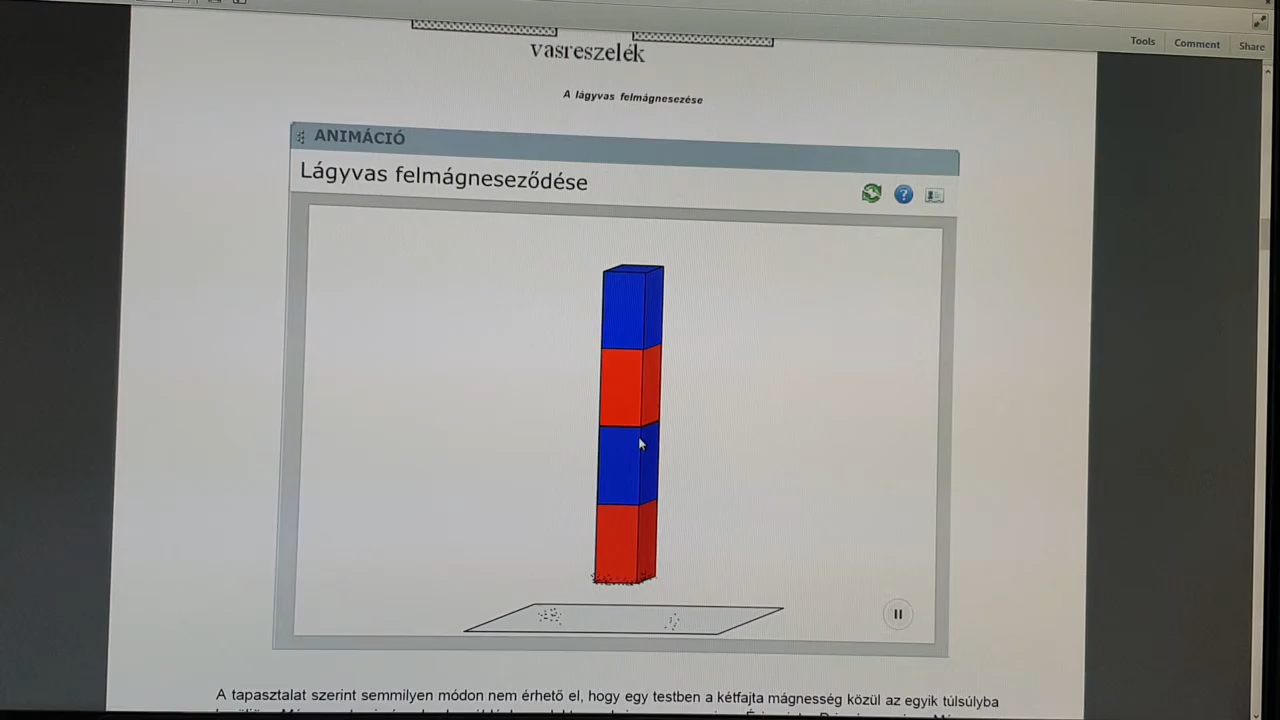 Tools Comment Share
vasreszelék
A lágyvas felmágnesezése
ANIMÁCIÓ
Lágyvas felmágneseződése
A tapasztalat szerint semmilyen módon nem érhető el, hogy egy testben a kétfajta mágnesség közül az egyik túlsúlyba